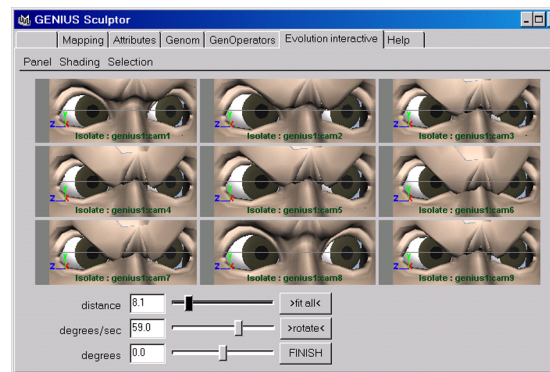 GENIUS Sculptor
Mapping Attributes Genom GenOperators Evolution interactive Help
Panel Shading Selection
Isolate : genius1:cam1 Isolate : genius1:cam2 Isolate : genius1:cam3
Isolate : genius1:cam4 Isolate : genius1:cam5 Isolate : genius1:cam6
Isolate : genius1:cam7 Isolate : genius1:cam8 Isolate : genius1:cam9
distance 8.1 >fit all<
degrees/sec 59.0 >rotate<
degrees 0.0 FINISH